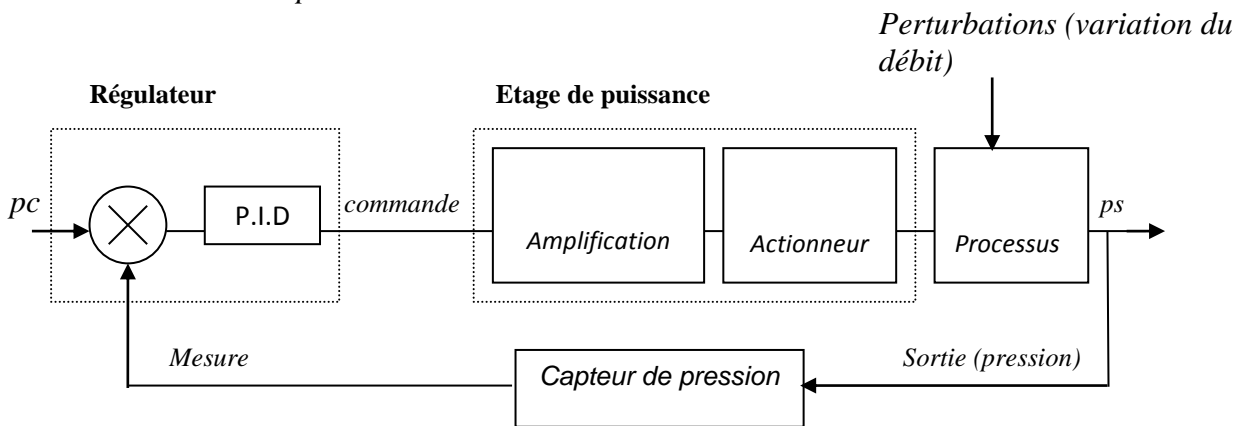 Perturbations (variation du
débit)
Régulateur
Etage de puissance
pc
P.I.D
commande
Amplification
Actionneur
Processus
ps
Mesure
Capteur de pression
Sortie (pression)